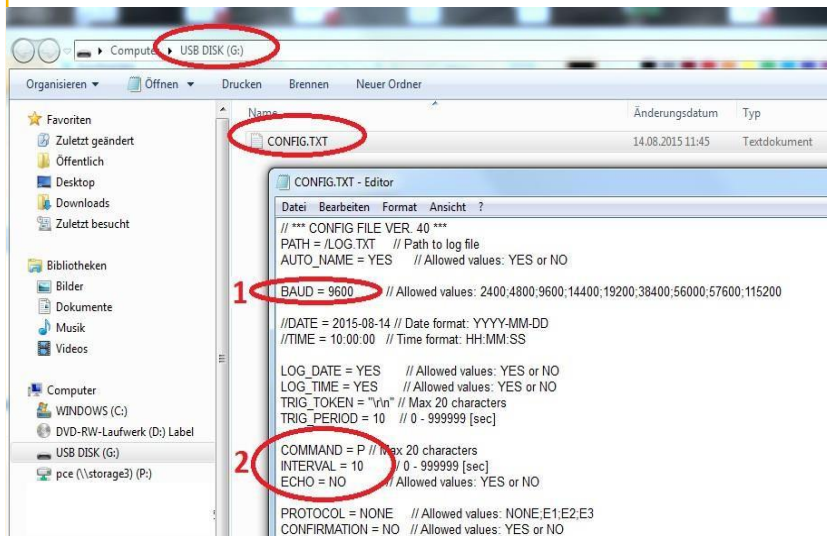 Computer ▸ USB DISK (G:)
Organisieren ▾ Öffnen ▾ Drucken Brennen Neuer Ordner
Favoriten
Zuletzt geändert
Öffentlich
Desktop
Downloads
Zuletzt besucht
Bibliotheken
Bilder
Dokumente
Musik
Videos
Computer
WINDOWS (C:)
DVD-RW-Laufwerk (D:) Label
USB DISK (G:)
pce (\\storage3) (P:)
Name Änderungsdatum Typ
CONFIG.TXT 14.08.2015 11:45 Textdokument
CONFIG.TXT - Editor
Datei Bearbeiten Format Ansicht ?
// *** CONFIG FILE VER. 40 ***
PATH = /LOG.TXT // Path to log file
AUTO_NAME = YES // Allowed values: YES or NO
1 BAUD = 9600 // Allowed values: 2400;4800;9600;14400;19200;38400;56000;57600;115200
//DATE = 2015-08-14 // Date format: YYYY-MM-DD
//TIME = 10:00:00 // Time format: HH:MM:SS
LOG_DATE = YES // Allowed values: YES or NO
LOG_TIME = YES // Allowed values: YES or NO
TRIG_TOKEN = "\r\n" // Max 20 characters
TRIG_PERIOD = 10 // 0 - 999999 [sec]
COMMAND = P // Max 20 characters
2 INTERVAL = 10 // 0 - 999999 [sec]
ECHO = NO // Allowed values: YES or NO
PROTOCOL = NONE // Allowed values: NONE;E1;E2;E3
CONFIRMATION = NO // Allowed values: YES or NO